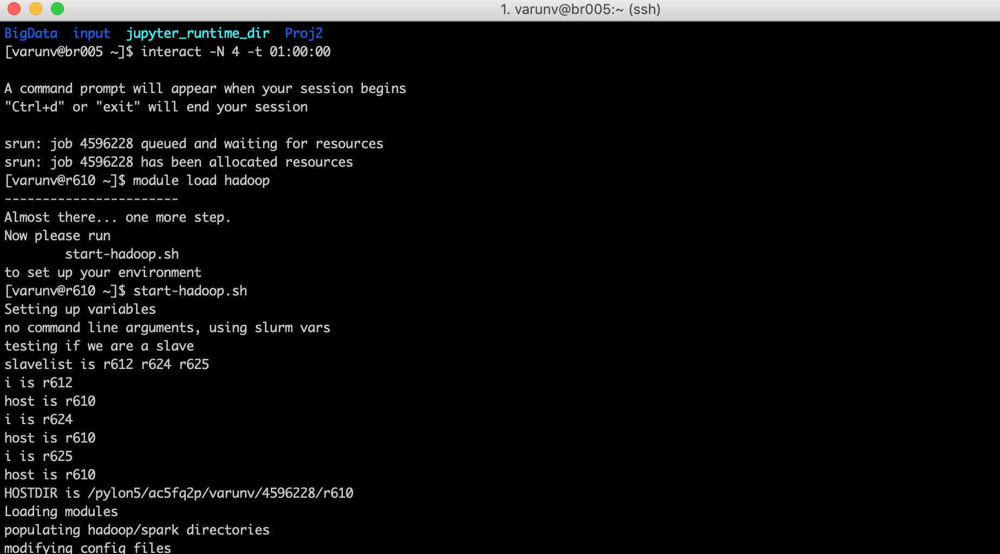 1. varunv@br005:~ (ssh)
BigData  input  jupyter_runtime_dir  Proj2
[varunv@br005 ~]$ interact -N 4 -t 01:00:00
A command prompt will appear when your session begins
"Ctrl+d" or "exit" will end your session
srun: job 4596228 queued and waiting for resources
srun: job 4596228 has been allocated resources
[varunv@r610 ~]$ module load hadoop
-----------------------
Almost there... one more step.
Now please run
        start-hadoop.sh
to set up your environment
[varunv@r610 ~]$ start-hadoop.sh
Setting up variables
no command line arguments, using slurm vars
testing if we are a slave
slavelist is r612 r624 r625
i is r612
host is r610
i is r624
host is r610
i is r625
host is r610
HOSTDIR is /pylon5/ac5fq2p/varunv/4596228/r610
Loading modules
populating hadoop/spark directories
modifying config files